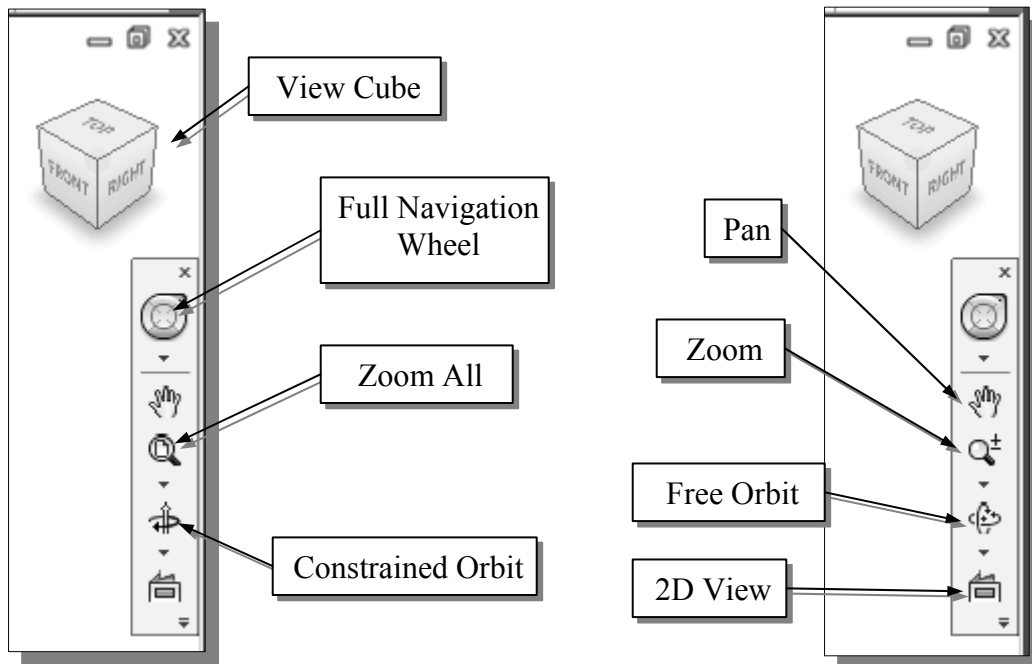 View Cube
TOP
FRONT
RIGHT
Full Navigation
Wheel
Zoom All
Constrained Orbit
TOP
FRONT
RIGHT
Pan
Zoom
Free Orbit
2D View